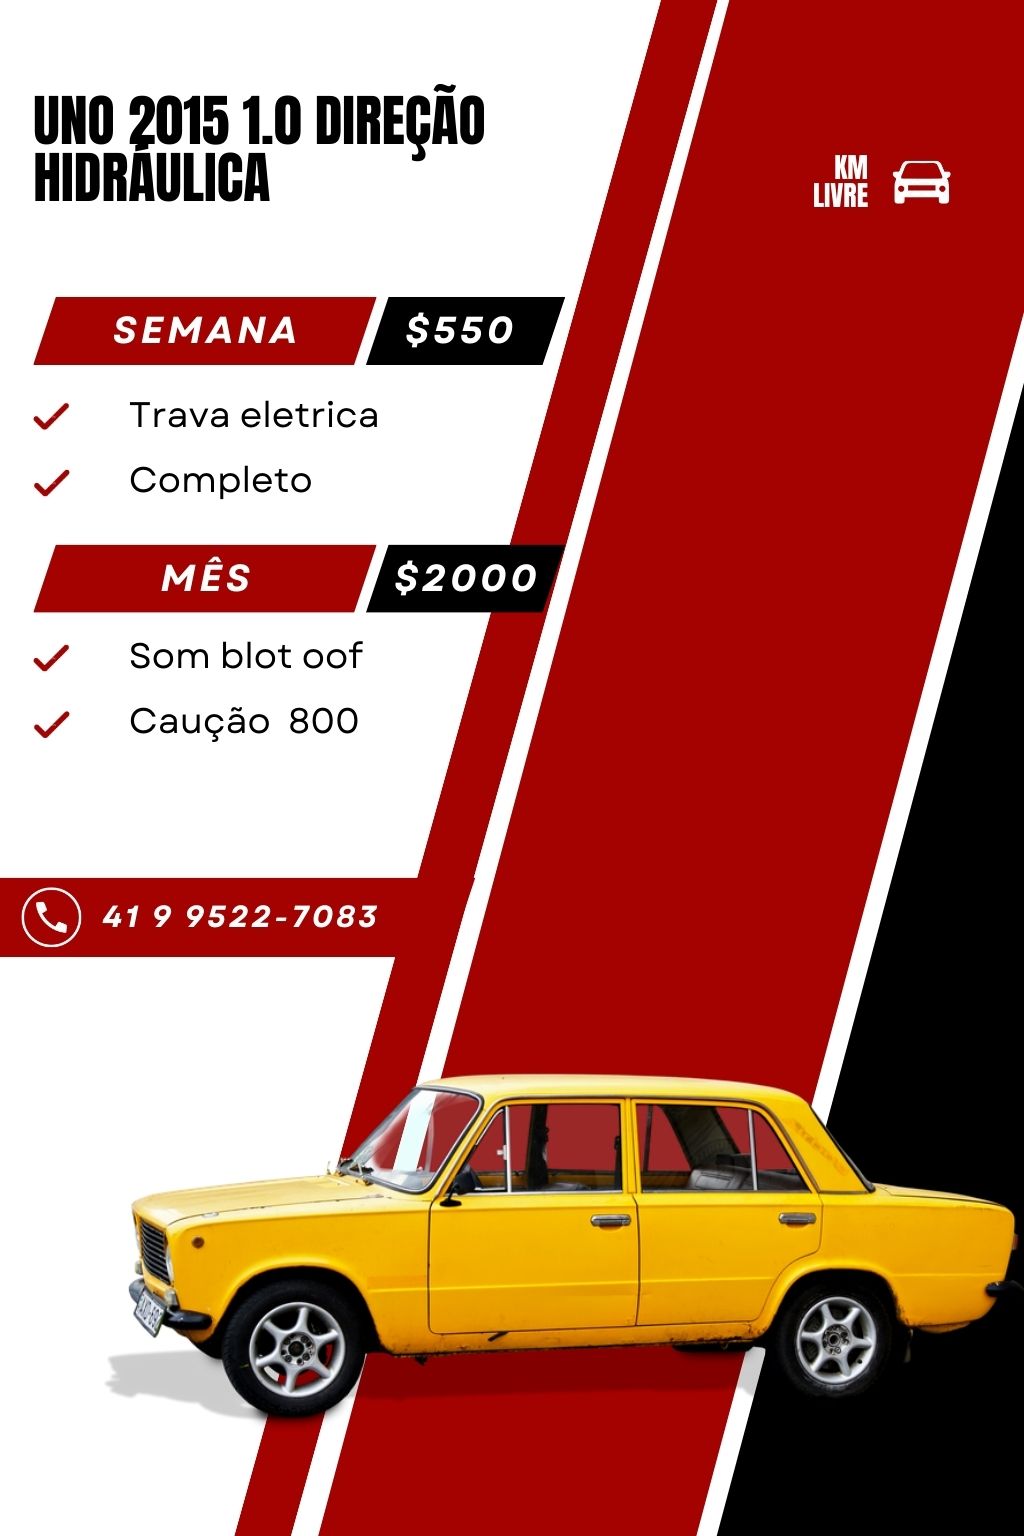 UNO 2015 1.0 DIREÇÃO
HIDRÁULICA
KM
LIVRE
SEMANA $550
Trava eletrica
Completo
MÊS $2000
Som blot oof
Caução 800
41 9 9522-7083